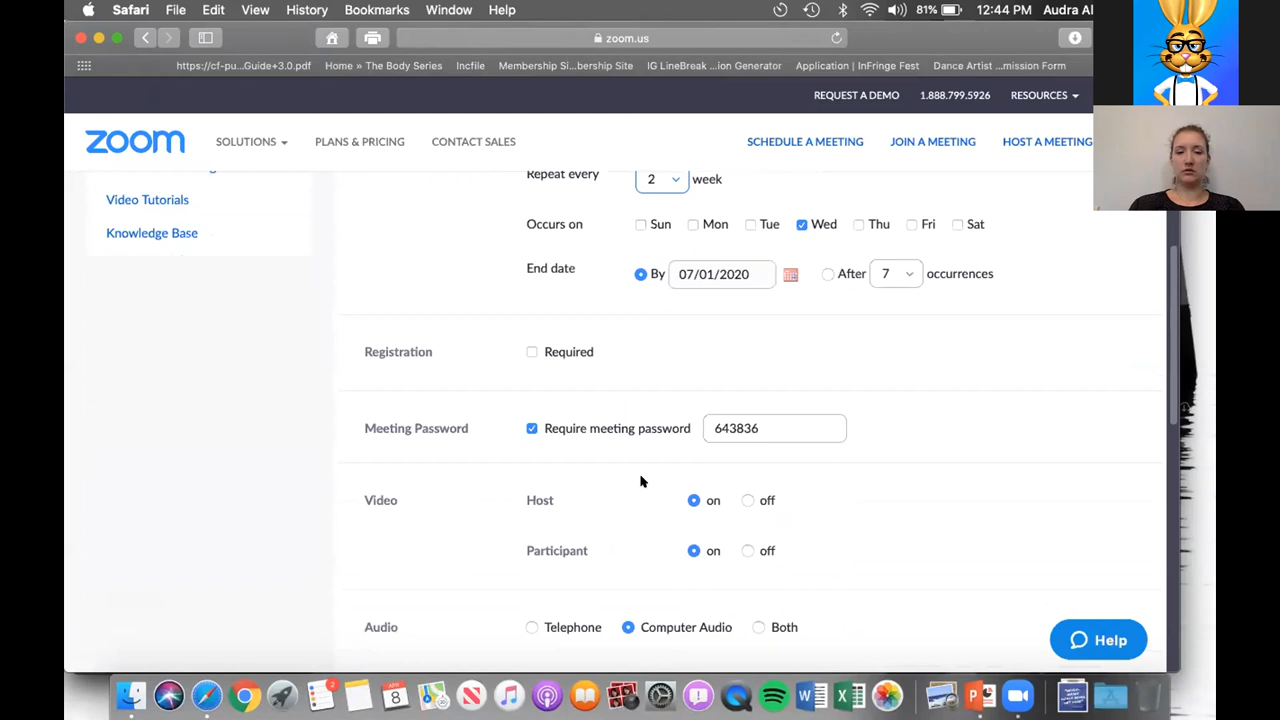 Safari File Edit View History Bookmarks Window Help 81% 12:44 PM Audra Al
zoom.us
https://cf-pu...Guide+3.0.pdf Home » The Body Series Int... Membership Si...bership Site IG LineBreak ...ion Generator Application | InFringe Fest Dance Artist ...mission Form
REQUEST A DEMO 1.888.799.5926 RESOURCES
zoom SOLUTIONS PLANS & PRICING CONTACT SALES SCHEDULE A MEETING JOIN A MEETING HOST A MEETING
Repeat every 2 week
Video Tutorials
Occurs on Sun Mon Tue Wed Thu Fri Sat
Knowledge Base
End date By 07/01/2020 After 7 occurrences
Registration Required
Meeting Password Require meeting password 643836
Video Host on off
Participant on off
Audio Telephone Computer Audio Both
Help
2
APR
8